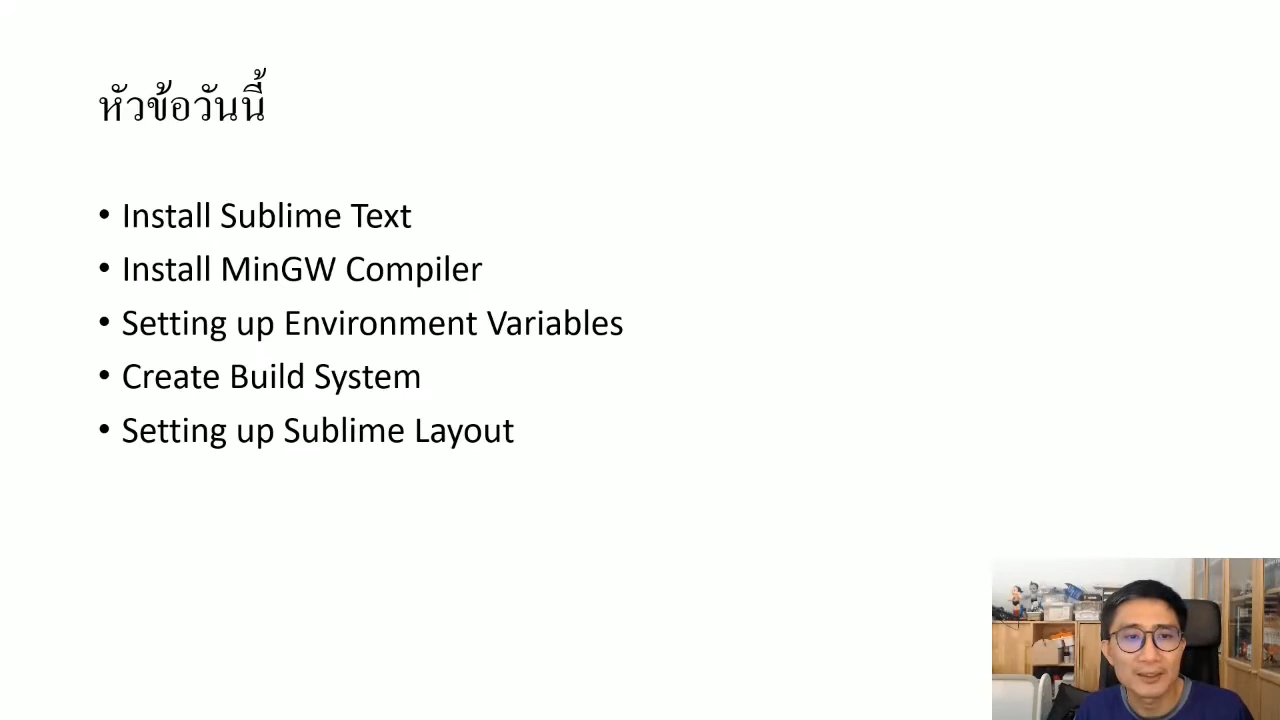 หัวข้อวันนี้
• Install Sublime Text
• Install MinGW Compiler
• Setting up Environment Variables
• Create Build System
• Setting up Sublime Layout